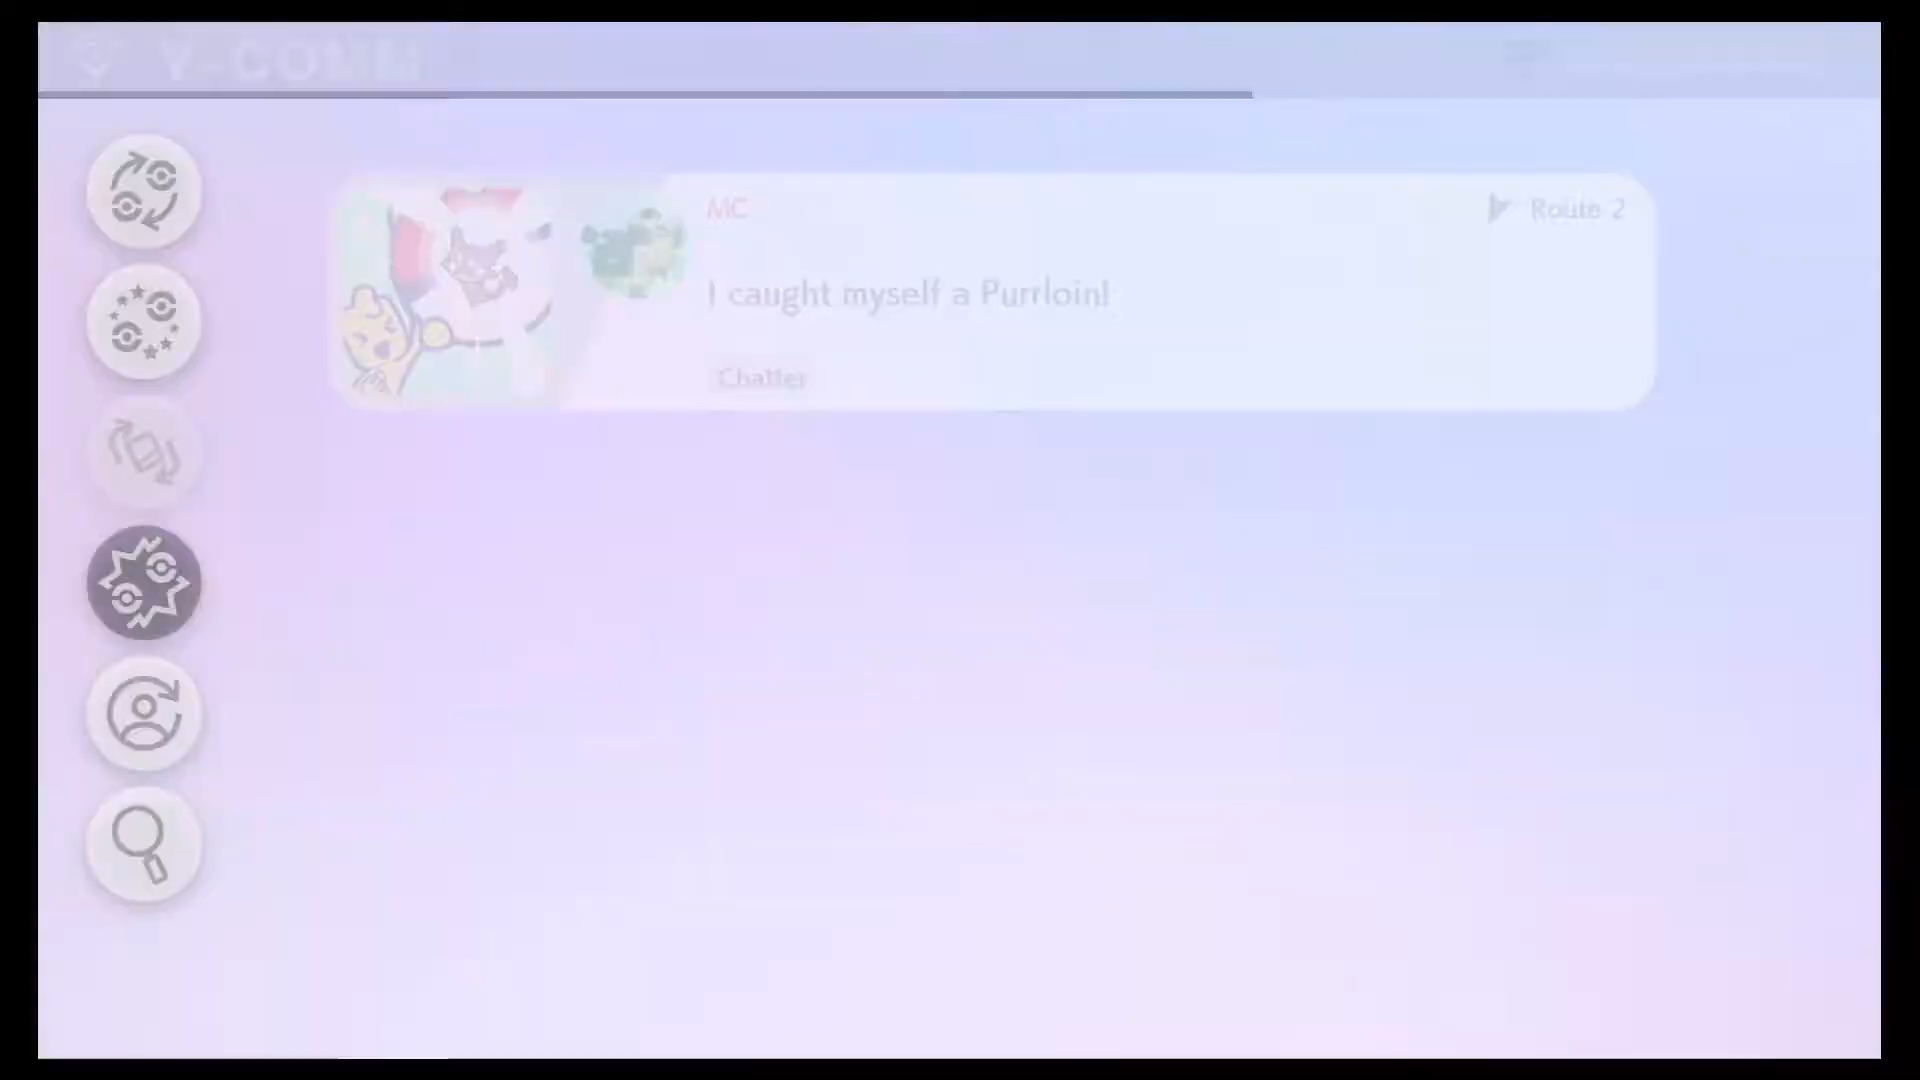 Y-COMM
MC
Route 2
I caught myself a Purrloin!
Chatter